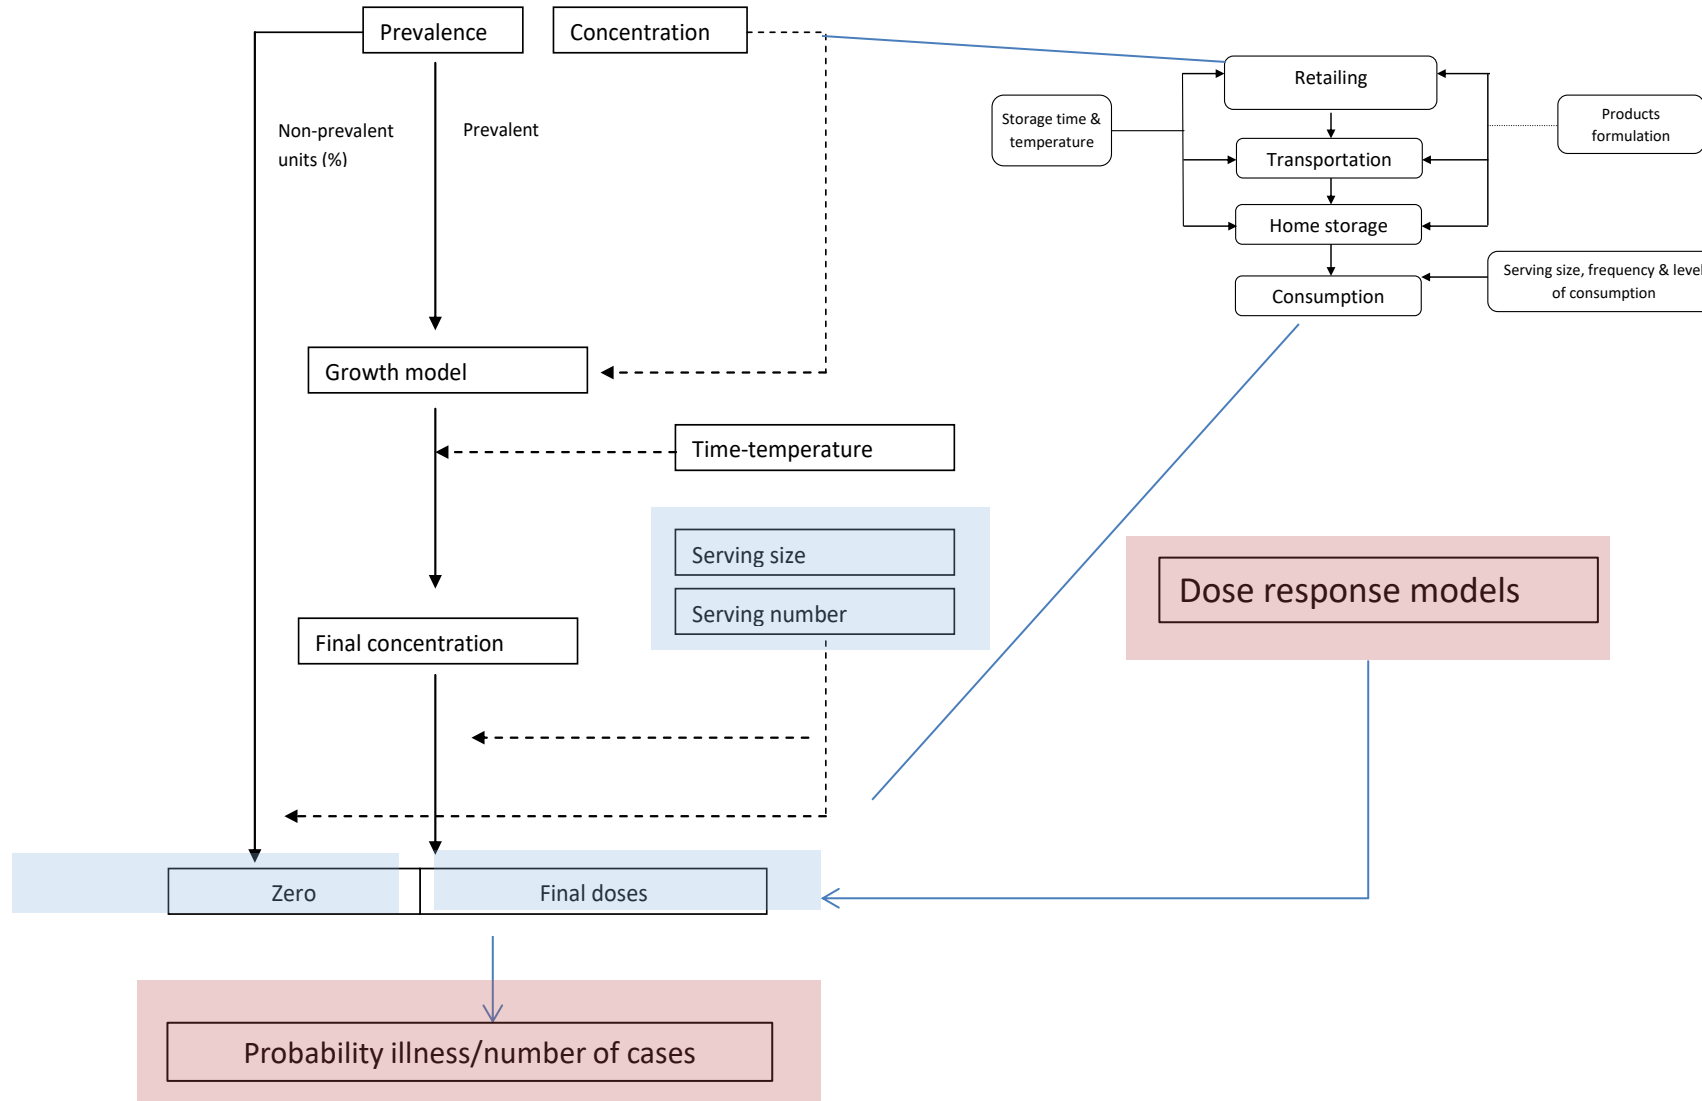 Prevalence
Concentration
Retailing
Storage time &
temperature
Products
formulation
Non-prevalent
units (%)
Prevalent
Transportation
Home storage
Serving size, frequency & level
of consumption
Consumption
Growth model
Time-temperature
Serving size
Serving number
Dose response models
Final concentration
Zero
Final doses
Probability illness/number of cases